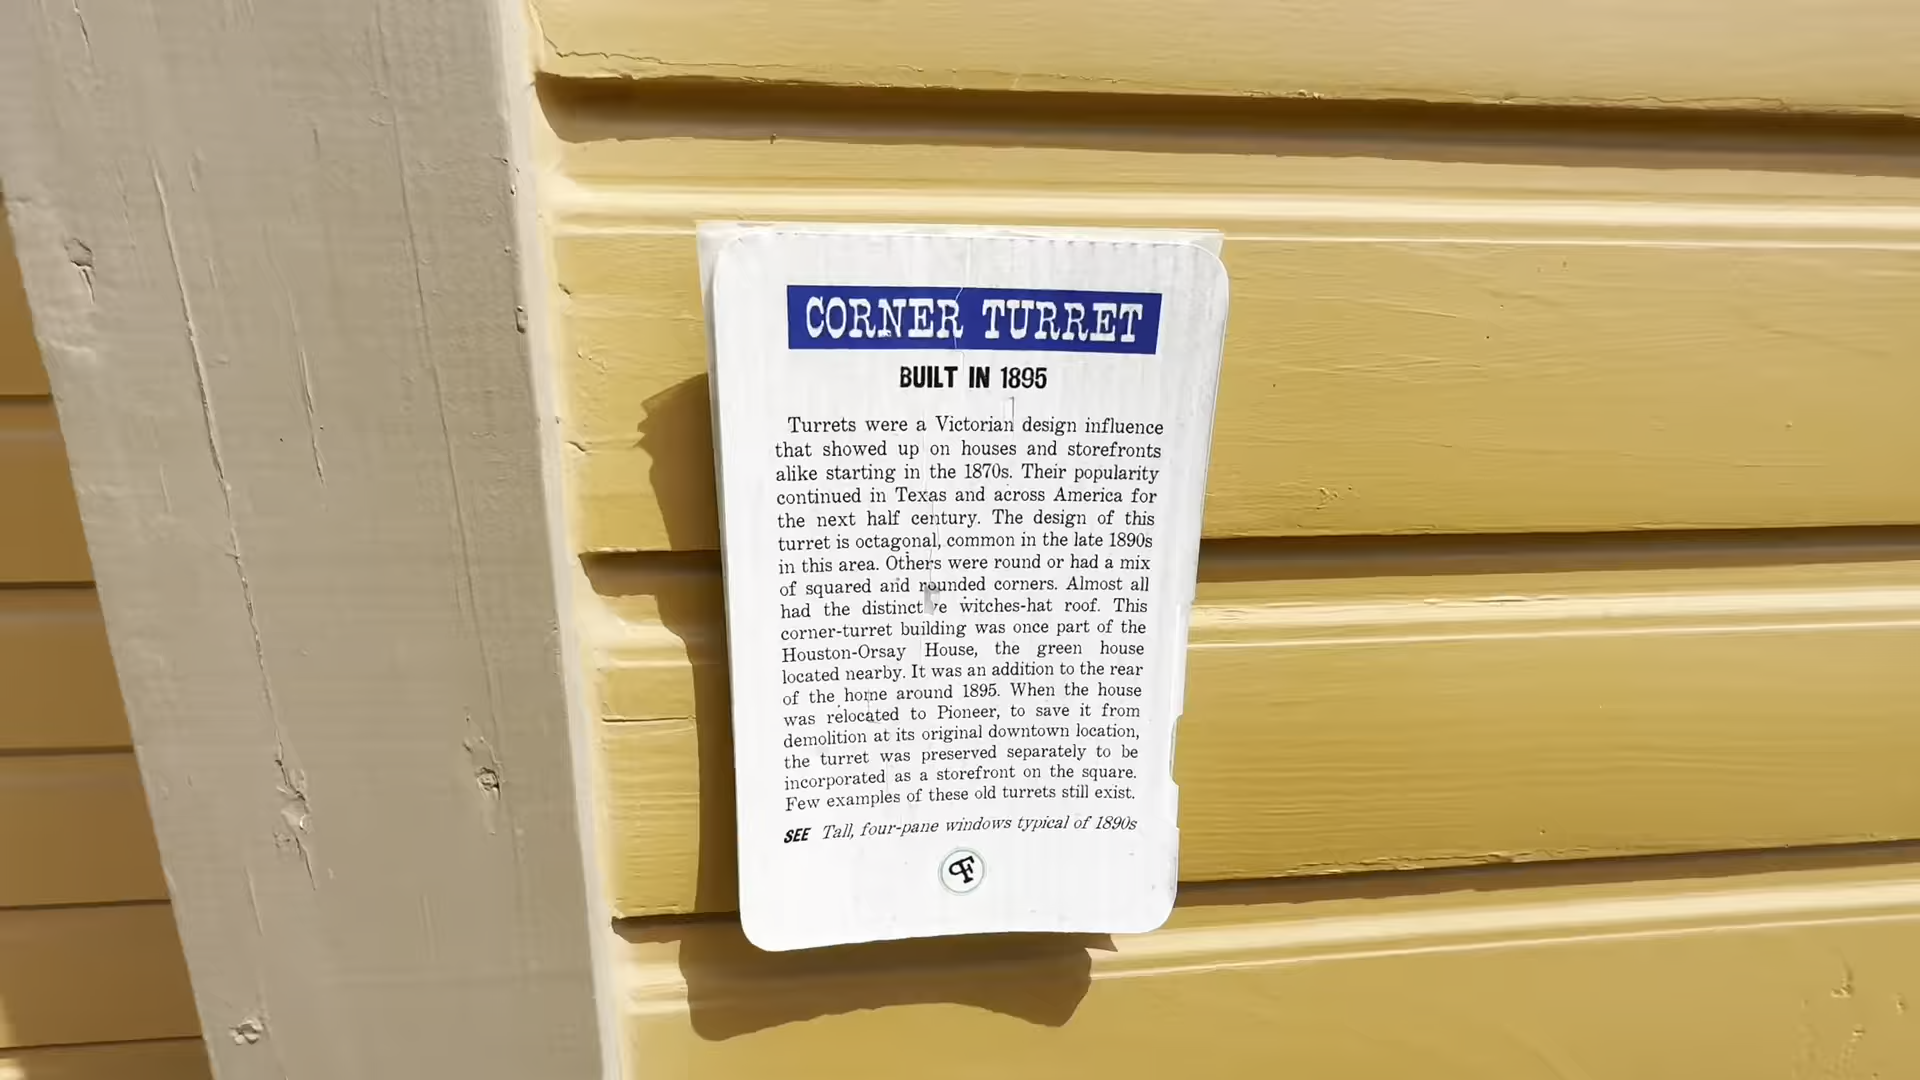 CORNER TURRET
BUILT IN 1895
Turrets were a Victorian design influence
that showed up on houses and storefronts
alike starting in the 1870s. Their popularity
continued in Texas and across America for
the next half century. The design of this
turret is octagonal, common in the late 1890s
in this area. Others were round or had a mix
of squared and rounded corners. Almost all
had the distinctive witches-hat roof. This
corner-turret building was once part of the
Houston-Orsay House, the green house
located nearby. It was an addition to the rear
of the home around 1895. When the house
was relocated to Pioneer, to save it from
demolition at its original downtown location,
the turret was preserved separately to be
incorporated as a storefront on the square.
Few examples of these old turrets still exist.
SEE Tall, four-pane windows typical of 1890s